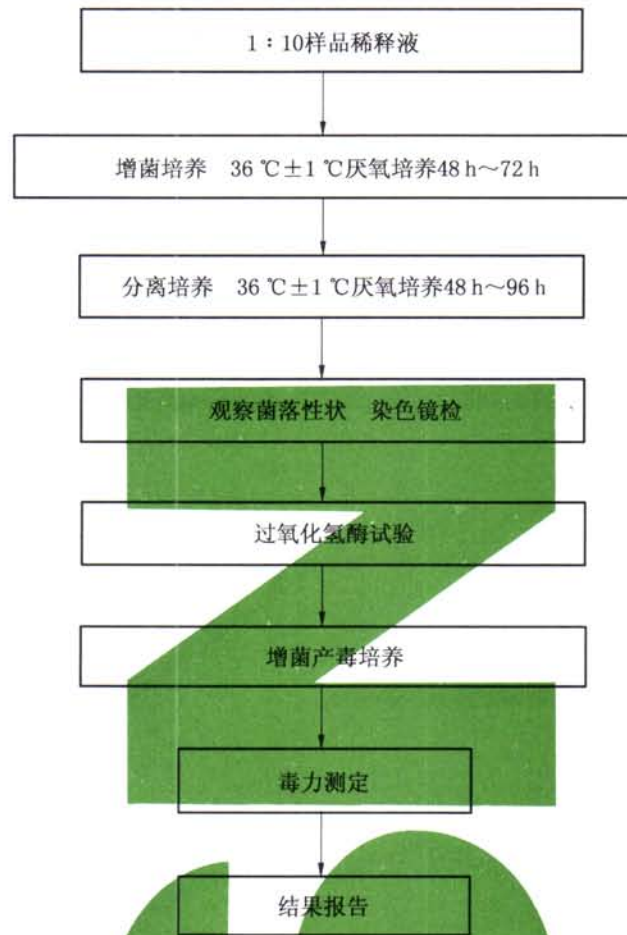 1：10样品稀释液
增菌培养　36 ℃±1 ℃厌氧培养48 h～72 h
分离培养　36 ℃±1 ℃厌氧培养48 h～96 h
观察菌落性状　染色镜检
过氧化氢酶试验
增菌产毒培养
毒力测定
结果报告